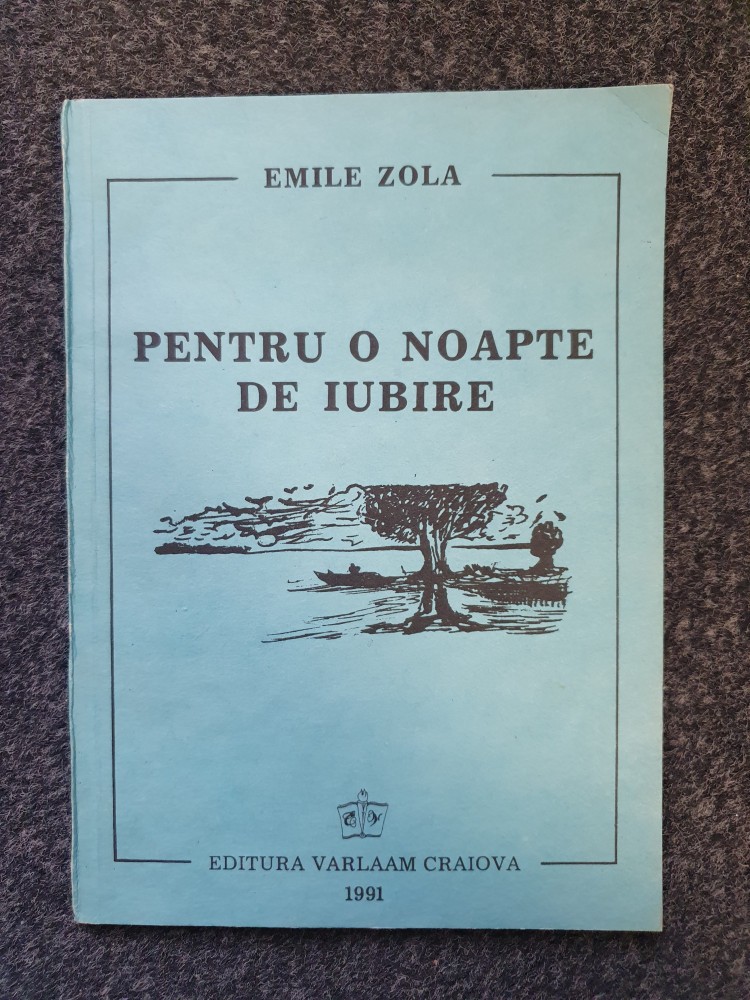 EMILE ZOLA
PENTRU O NOAPTE
DE IUBIRE
EDITURA VARLAAM CRAIOVA
1991